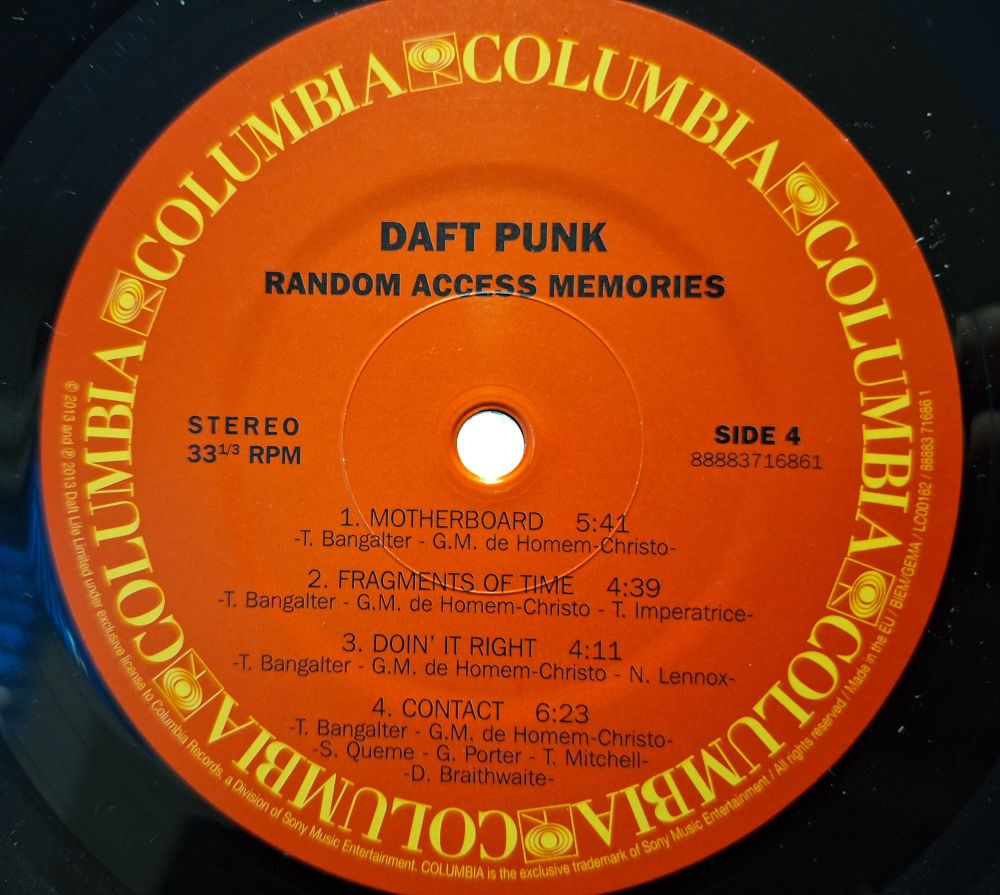 COLUMBIA COLUMBIA COLUMBIA COLUMBIA COLUMBIA COLUMBIA COLUMBIA COLUMBIA
DAFT PUNK
RANDOM ACCESS MEMORIES
STEREO
33 1/3 RPM
SIDE 4
88883716861
1. MOTHERBOARD 5:41
-T. Bangalter - G.M. de Homem-Christo-
2. FRAGMENTS OF TIME 4:39
-T. Bangalter - G.M. de Homem-Christo - T. Imperatrice-
3. DOIN' IT RIGHT 4:11
-T. Bangalter - G.M. de Homem-Christo - N. Lennox-
4. CONTACT 6:23
-T. Bangalter - G.M. de Homem-Christo-
-S. Queme - G. Porter - T. Mitchell-
-D. Braithwaite-
© 2013 and ℗ 2013 Daft Life Limited under exclusive license to Columbia Records, a Division of Sony Music Entertainment. COLUMBIA is the exclusive trademark of Sony Music Entertainment / All rights reserved / Made in the EU / BIEM/GEMA / LC00162 / 88883 71686 1